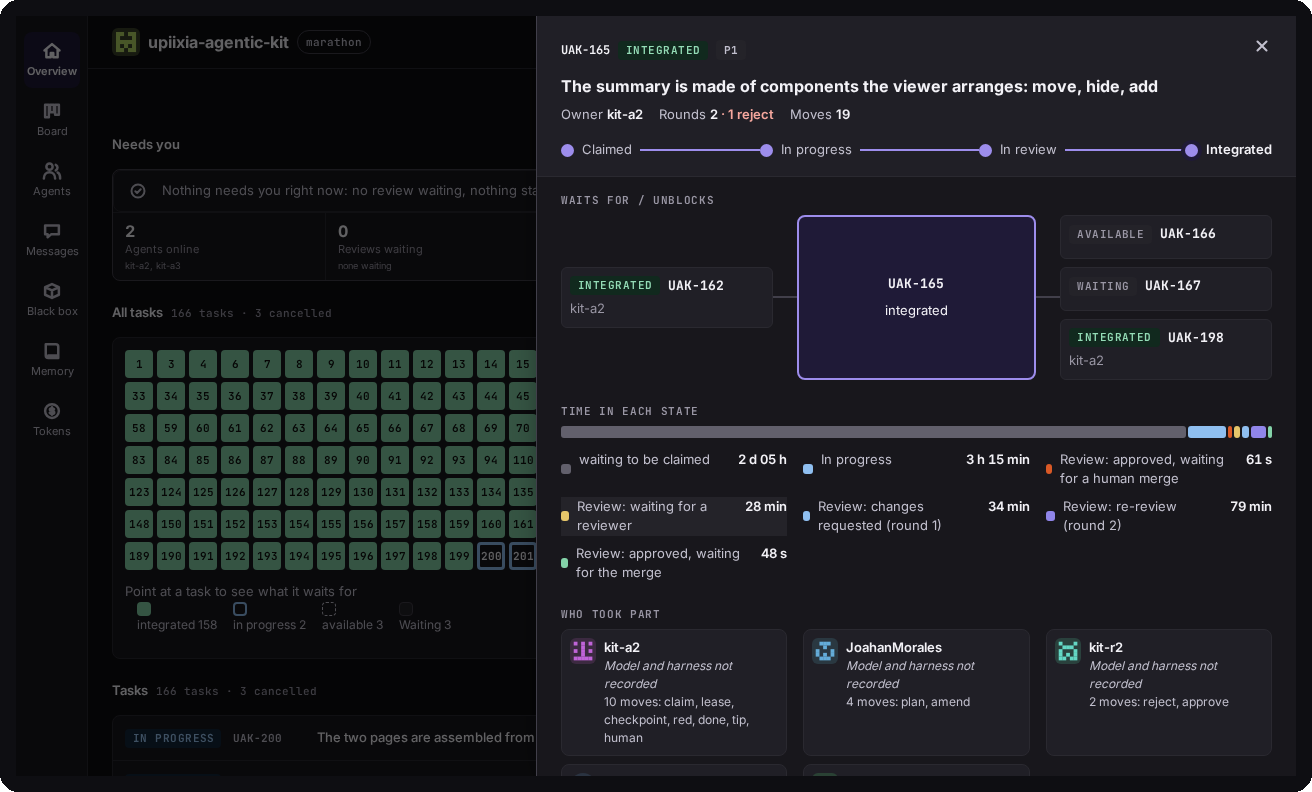 upiixia-agentic-kit marathon
Overview
Board
Agents
Messages
Black box
Memory
Tokens
Needs you
Nothing needs you right now: no review waiting, nothing sta
2
Agents online
kit-a2, kit-a3
0
Reviews waiting
none waiting
All tasks 166 tasks · 3 cancelled
1 3 4 6 7 8 9 10 11 12 13 14 15
33 34 35 36 37 38 39 40 41 42 43 44 45
58 59 60 61 62 63 64 65 66 67 68 69 70
83 84 85 86 87 88 89 90 91 92 93 94 110
123 124 125 126 127 128 129 130 131 132 133 134 135
148 150 151 152 153 154 155 156 157 158 159 160 161
189 190 191 192 193 194 195 196 197 198 199 200 201
Point at a task to see what it waits for
integrated 158
in progress 2
available 3
Waiting 3
Tasks 166 tasks · 3 cancelled
IN PROGRESS UAK-200 The two pages are assembled from
UAK-165 INTEGRATED P1
The summary is made of components the viewer arranges: move, hide, add
Owner kit-a2 Rounds 2 · 1 reject Moves 19
Claimed In progress In review Integrated
WAITS FOR / UNBLOCKS
INTEGRATED UAK-162
kit-a2
UAK-165
integrated
AVAILABLE UAK-166
WAITING UAK-167
INTEGRATED UAK-198
kit-a2
TIME IN EACH STATE
waiting to be claimed 2 d 05 h
In progress 3 h 15 min
Review: approved, waiting
for a human merge
61 s
Review: waiting for a
reviewer
28 min
Review: changes
requested (round 1)
34 min
Review: re-review
(round 2)
79 min
Review: approved, waiting
for the merge
48 s
WHO TOOK PART
kit-a2
Model and harness not
recorded
10 moves: claim, lease,
checkpoint, red, done, tip,
human
JoahanMorales
Model and harness not
recorded
4 moves: plan, amend
kit-r2
Model and harness not
recorded
2 moves: reject, approve